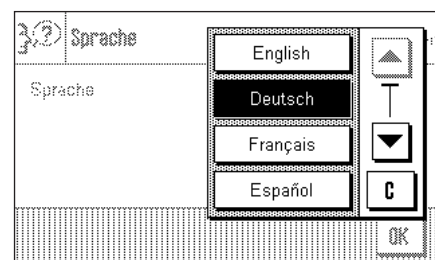 Sprache
Sprache
English
Deutsch
Français
Español
C
OK